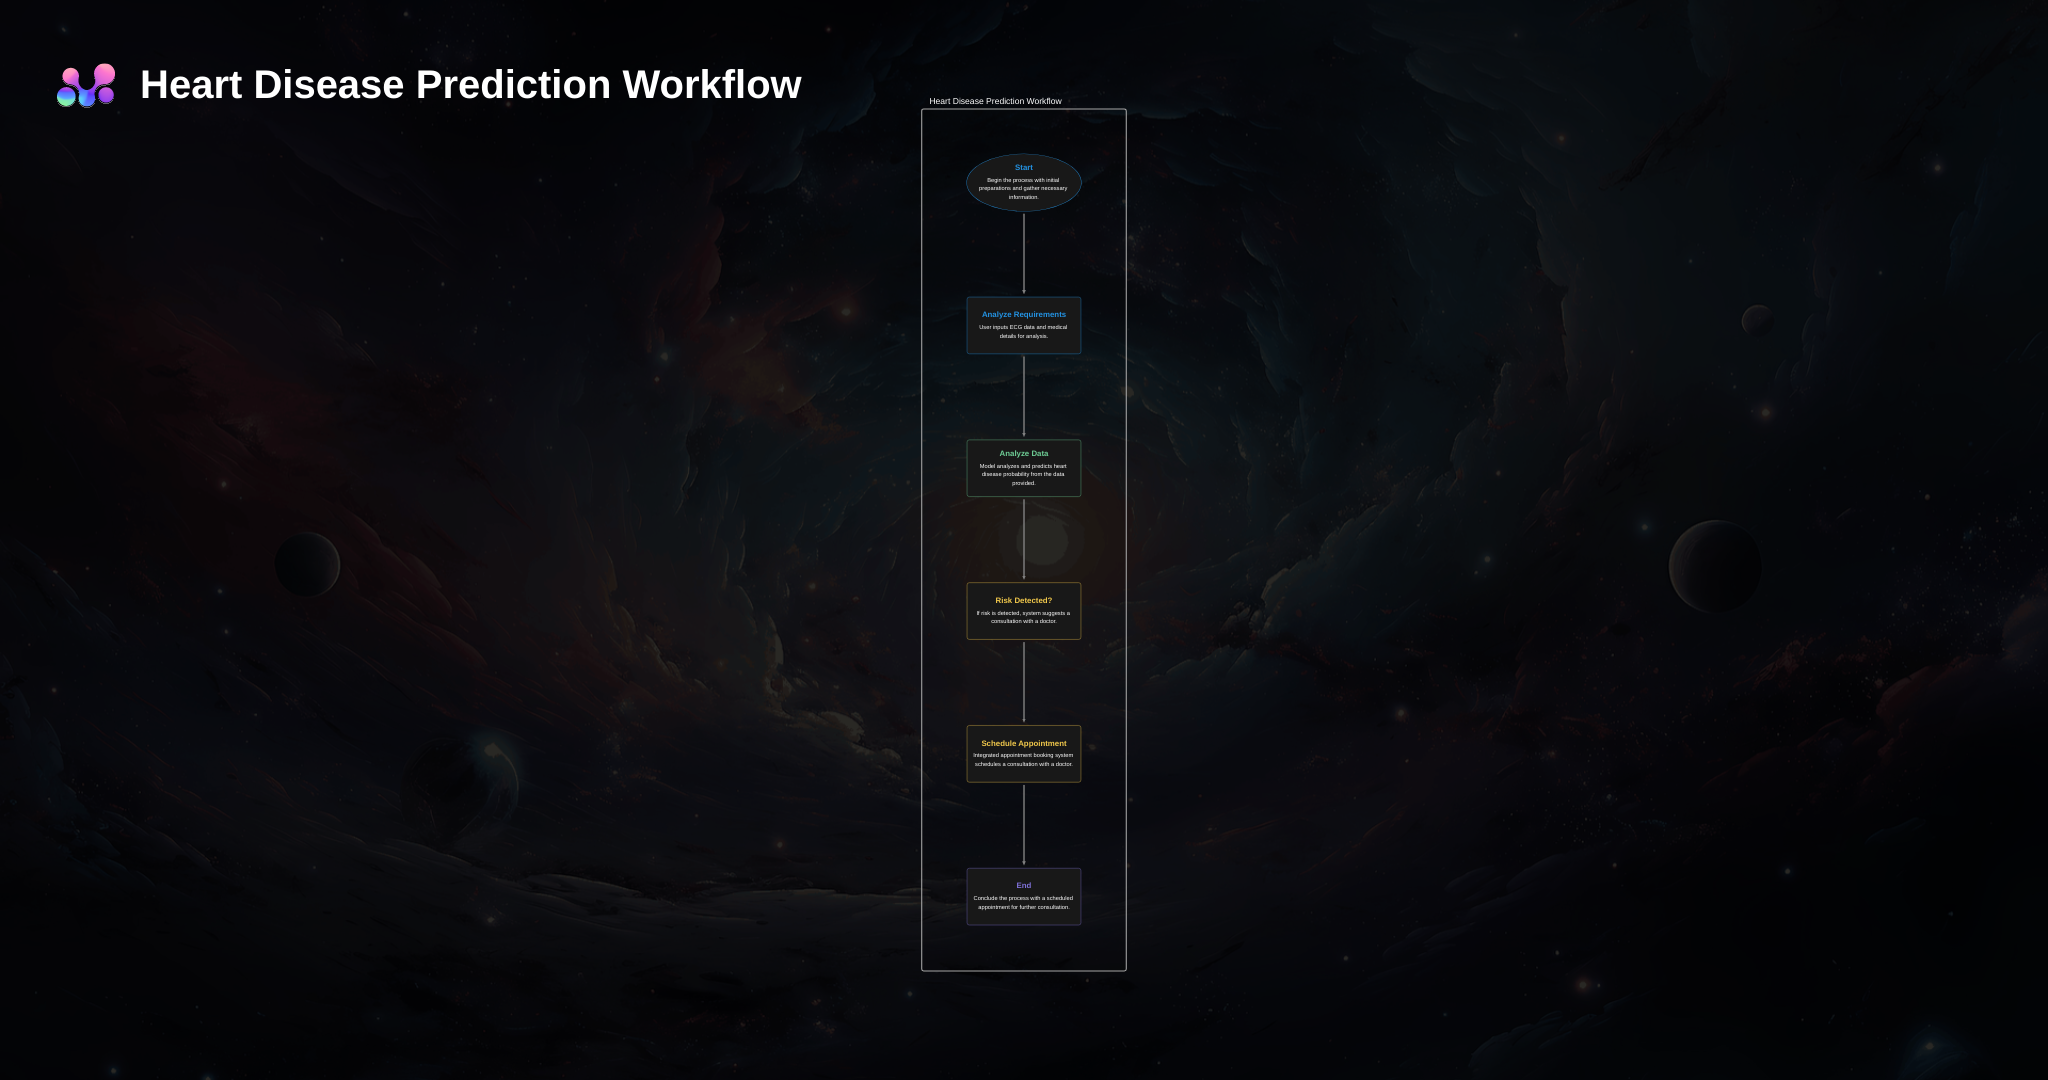 Heart Disease Prediction Workflow
Heart Disease Prediction Workflow
Start
Begin the process with initial
preparations and gather necessary
information.
Analyze Requirements
User inputs ECG data and medical
details for analysis.
Analyze Data
Model analyzes and predicts heart
disease probability from the data
provided.
Risk Detected?
If risk is detected, system suggests a
consultation with a doctor.
Schedule Appointment
Integrated appointment booking system
schedules a consultation with a doctor.
End
Conclude the process with a scheduled
appointment for further consultation.